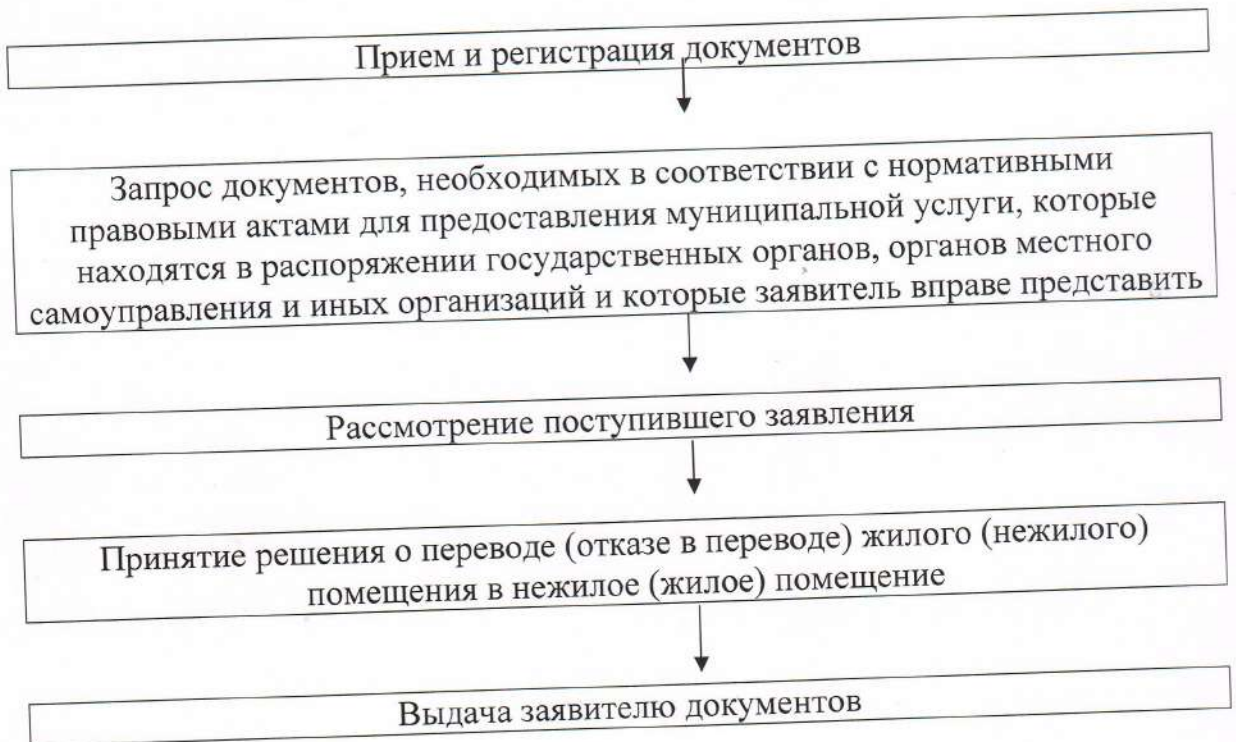 Прием и регистрация документов
Запрос документов, необходимых в соответствии с нормативными
правовыми актами для предоставления муниципальной услуги, которые
находятся в распоряжении государственных органов, органов местного
самоуправления и иных организаций и которые заявитель вправе представить
Рассмотрение поступившего заявления
Принятие решения о переводе (отказе в переводе) жилого (нежилого)
помещения в нежилое (жилое) помещение
Выдача заявителю документов